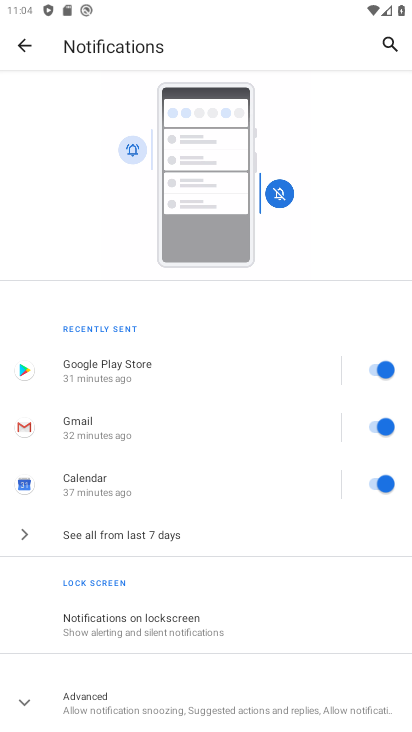 11:04
Notifications
RECENTLY SENT
Google Play Store
31 minutes ago
Gmail
32 minutes ago
31
Calendar
37 minutes ago
See all from last 7 days
LOCK SCREEN
Notifications on lockscreen
Show alerting and silent notifications
Advanced
Allow notification snoozing, Suggested actions and replies, Allow notificati..